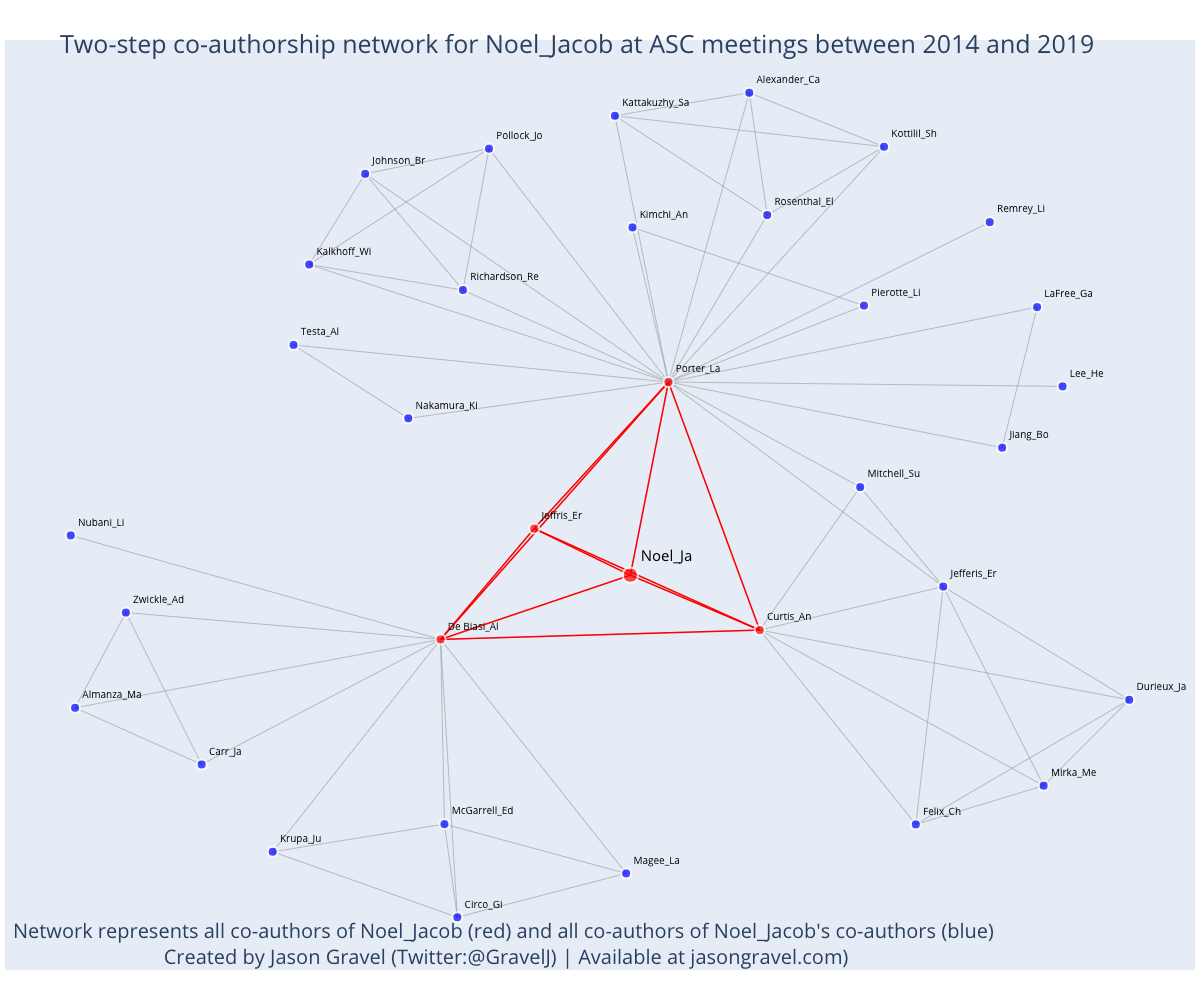 Two-step co-authorship network for Noel_Jacob at ASC meetings between 2014 and 2019
Alexander_Ca
Kattakuzhy_Sa
Pollock_Jo
Kottilil_Sh
Johnson_Br
Rosenthal_El
Remrey_Li
Kimchi_An
Kalkhoff_Wi
Richardson_Re
Pierotte_Li
LaFree_Ga
Testa_Al
Porter_La
Lee_He
Nakamura_Ki
Jiang_Bo
Mitchell_Su
Jeffris_Er
Nubani_Li
Noel_Ja
Jefferis_Er
Zwickle_Ad
De Biasi_Al
Curtis_An
Durieux_Ja
Almanza_Ma
Carr_Ja
Mirka_Me
McGarrell_Ed
Felix_Ch
Krupa_Ju
Magee_La
Circo_Gi
Network represents all co-authors of Noel_Jacob (red) and all co-authors of Noel_Jacob's co-authors (blue)
Created by Jason Gravel (Twitter:@GravelJ) | Available at jasongravel.com)